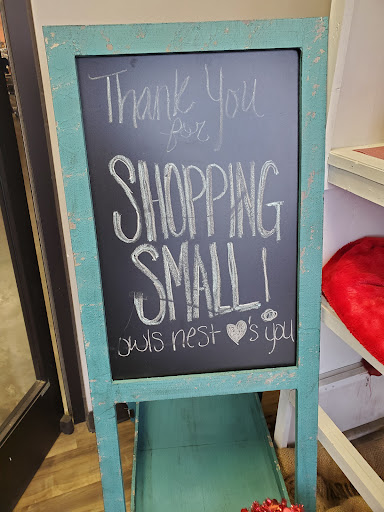 Thank You
for
SHOPPING
SMALL!
owls nest ♥'s you